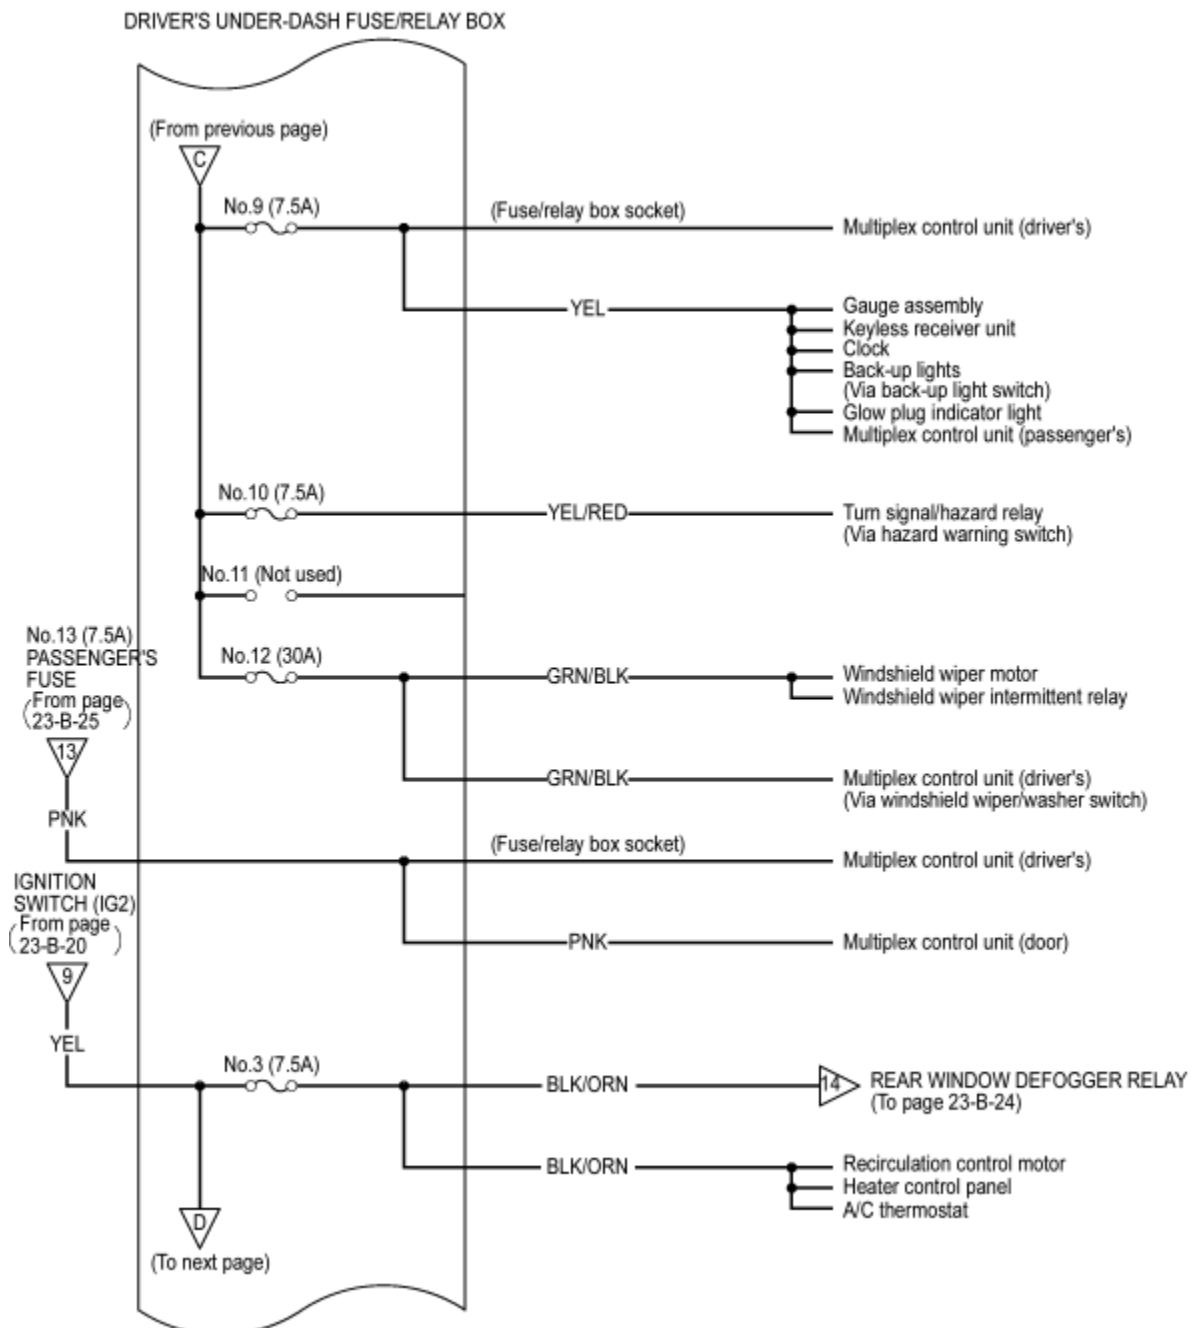 DRIVER'S UNDER-DASH FUSE/RELAY BOX
(From previous page)
C
No.9 (7.5A)
(Fuse/relay box socket)
Multiplex control unit (driver's)
YEL
Gauge assembly
Keyless receiver unit
Clock
Back-up lights
(Via back-up light switch)
Glow plug indicator light
Multiplex control unit (passenger's)
No.10 (7.5A)
YEL/RED
Turn signal/hazard relay
(Via hazard warning switch)
No.11 (Not used)
No.13 (7.5A)
PASSENGER'S
FUSE
(From page
23-B-25)
13
PNK
No.12 (30A)
GRN/BLK
Windshield wiper motor
Windshield wiper intermittent relay
GRN/BLK
Multiplex control unit (driver's)
(Via windshield wiper/washer switch)
(Fuse/relay box socket)
Multiplex control unit (driver's)
PNK
Multiplex control unit (door)
IGNITION
SWITCH (IG2)
(From page
23-B-20)
9
YEL
No.3 (7.5A)
BLK/ORN
14
REAR WINDOW DEFOGGER RELAY
(To page 23-B-24)
BLK/ORN
Recirculation control motor
Heater control panel
A/C thermostat
D
(To next page)